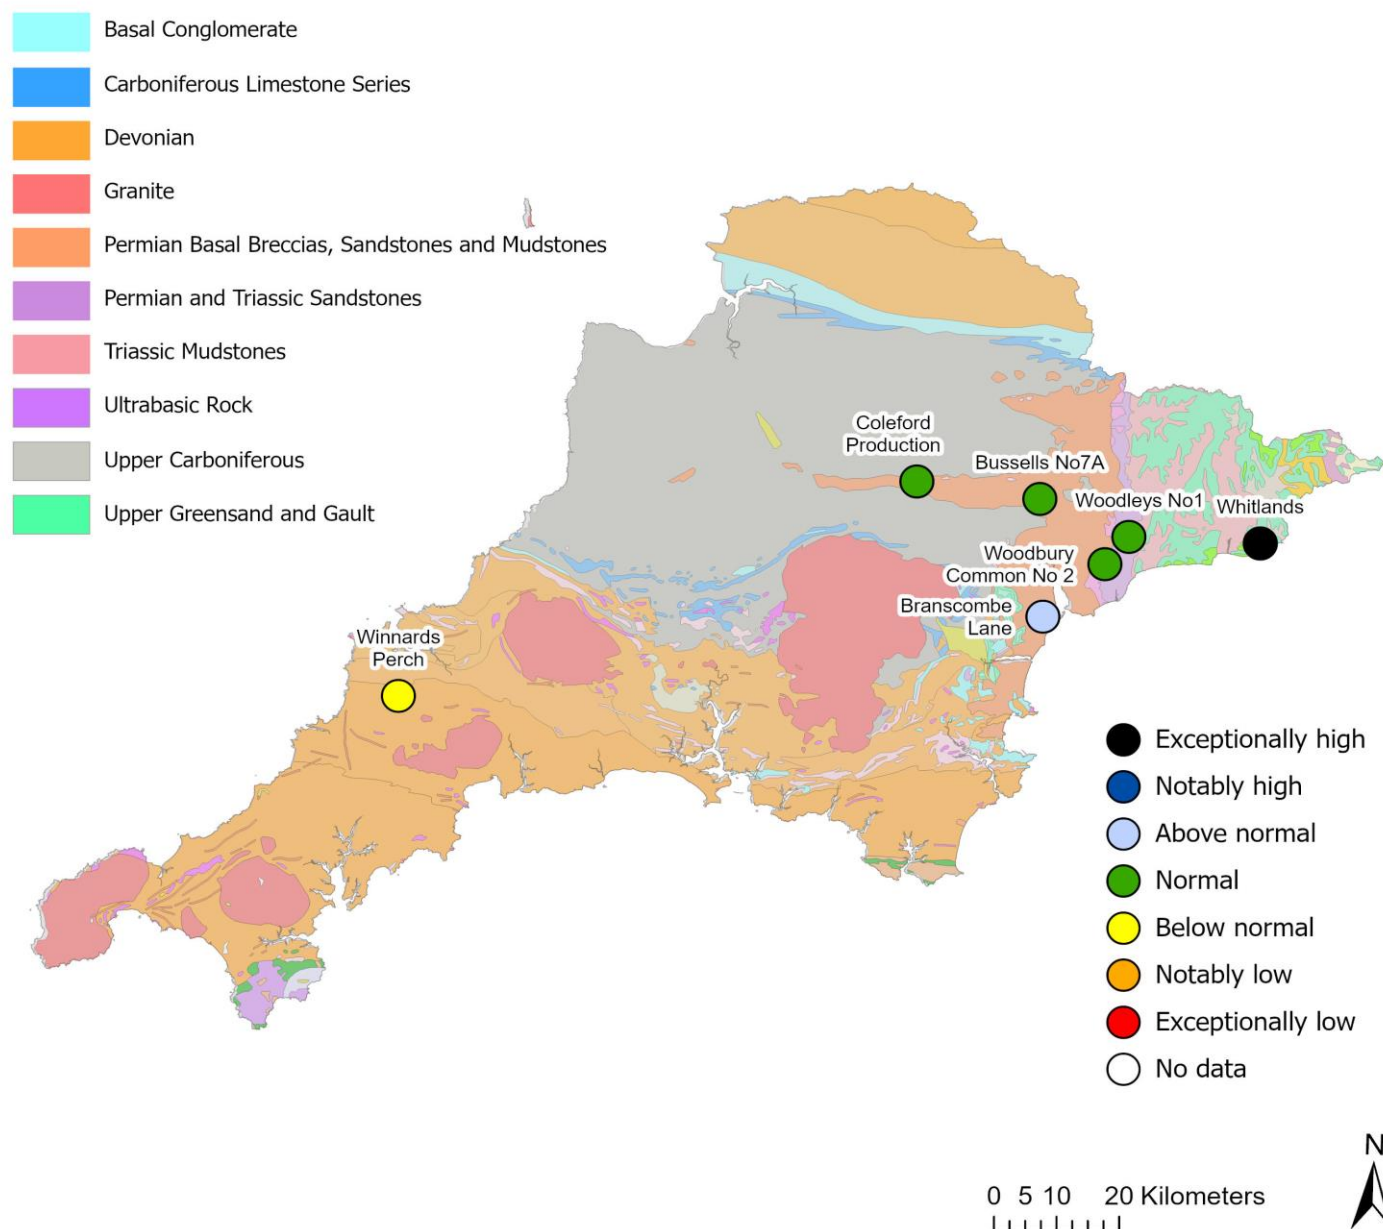 Basal Conglomerate
Carboniferous Limestone Series
Devonian
Granite
Permian Basal Breccias, Sandstones and Mudstones
Permian and Triassic Sandstones
Triassic Mudstones
Ultrabasic Rock
Upper Carboniferous
Upper Greensand and Gault
Coleford
Production
Bussells No7A
Woodleys No1
Whitlands
Woodbury
Common No 2
Branscombe
Lane
Winnards
Perch
Exceptionally high
Notably high
Above normal
Normal
Below normal
Notably low
Exceptionally low
No data
N
0 5 10 20 Kilometers